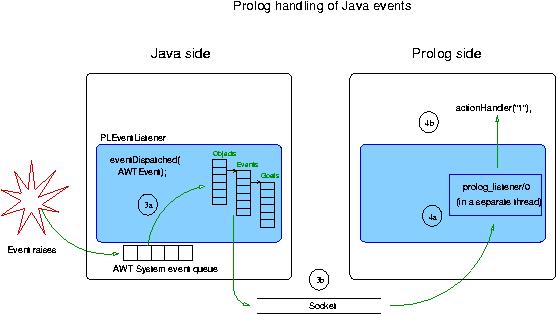 Prolog handling of Java events
Java side
Prolog side
PLEventListener
eventDispatched(
AWTEvent);
Objects
Events
Goals
3a
Event raises
AWT System event queue
3b
Socket
4b
actionHandler("1");
prolog_listener/0
(in a separate thread)
4a